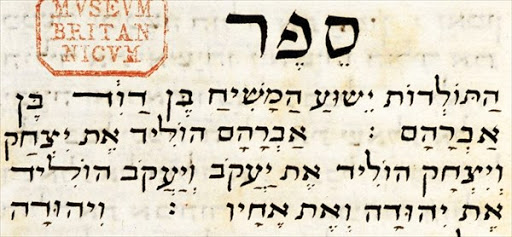 MVSEVM
BRITAN
NICVM
סֵפֶר
הַתּוֹלְדוֹת יֵשׁוּעַ הַמָּשִׁיחַ בֶּן דָּוִד בֶּן
אַבְרָהָם : אַבְרָהָם הוֹלִיד אֶת יִצְחַק
וְיִצְחָק הוֹלִיד אֶת יַעֲקֹב וְיַעֲקֹב הוֹלִיד
אֶת יְהוּדָה וְאֶת אֶחָיו : וִיהוּדָה